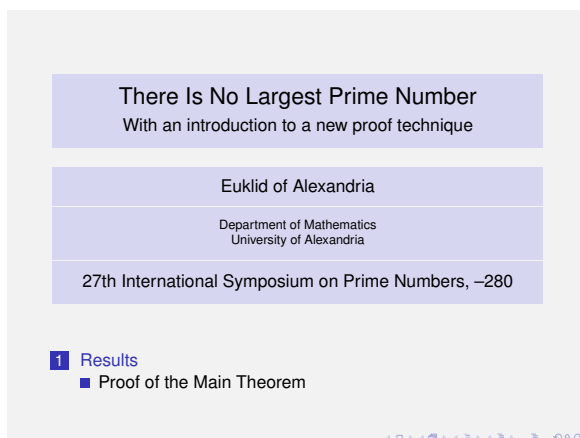 There Is No Largest Prime Number
With an introduction to a new proof technique
Euklid of Alexandria
Department of Mathematics
University of Alexandria
27th International Symposium on Prime Numbers, –280
1 Results
Proof of the Main Theorem